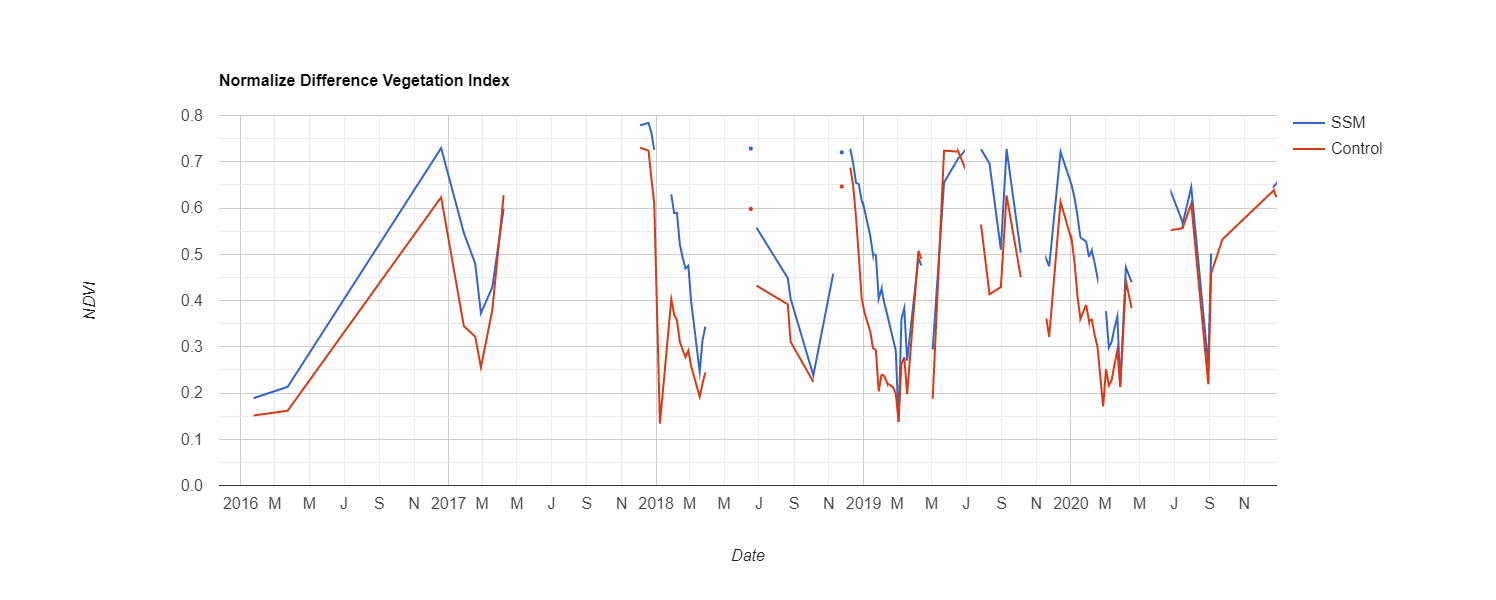 Normalize Difference Vegetation Index
0.8
0.7
0.6
0.5
0.4
0.3
0.2
0.1
0.0
NDVI
2016 M M J S N 2017 M M J S N 2018 M M J S N 2019 M M J S N 2020 M M J S N
Date
SSM
Control